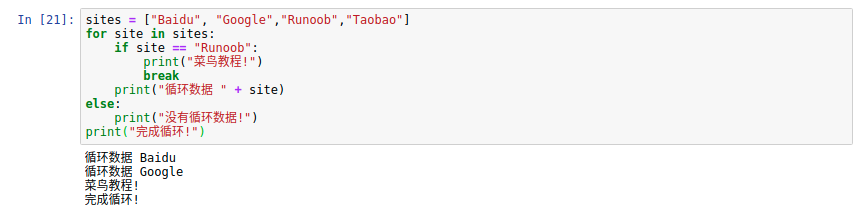 In [21]: sites = ["Baidu", "Google","Runoob","Taobao"]
for site in sites:
    if site == "Runoob":
        print("菜鸟教程!")
        break
    print("循环数据 " + site)
else:
    print("没有循环数据!")
print("完成循环!")
循环数据 Baidu
循环数据 Google
菜鸟教程!
完成循环!